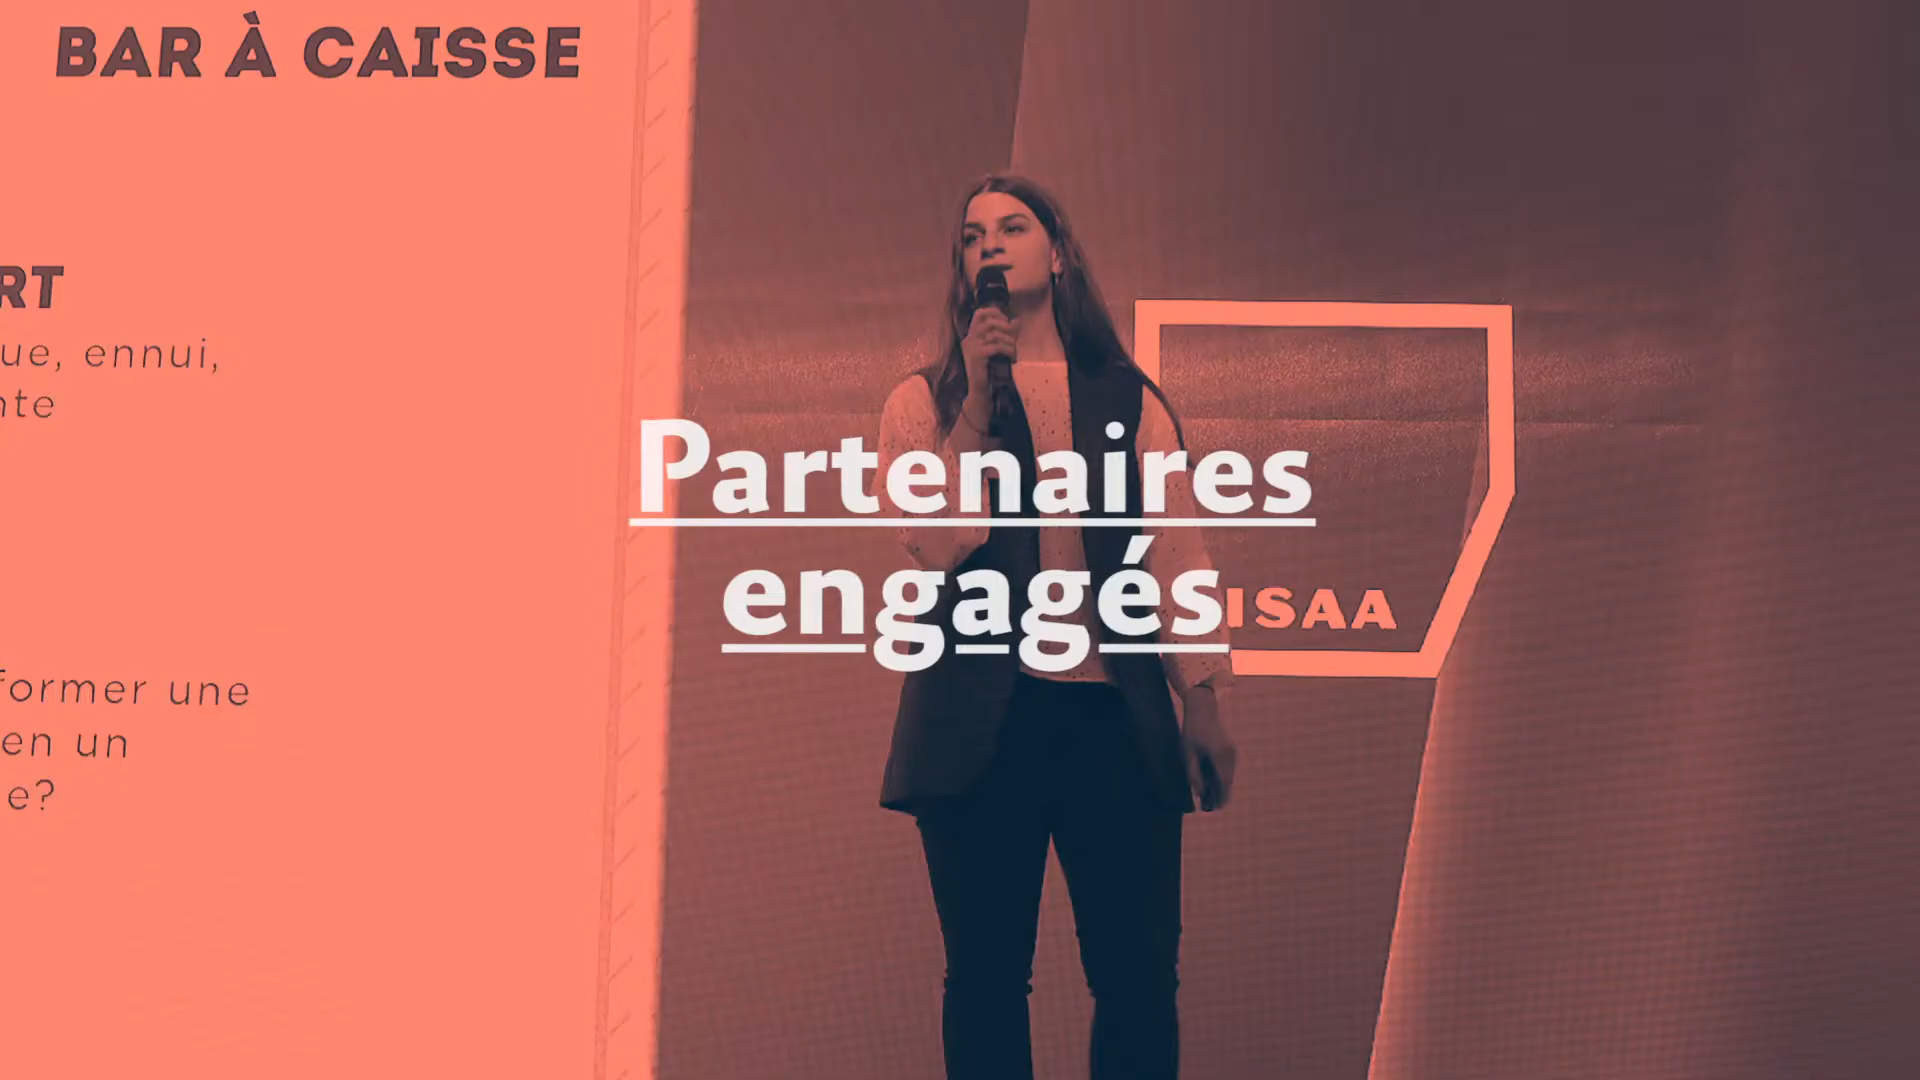 BAR À CAISSE
RT
ue, ennui,
nte
Partenaires
engagés
ISAA
former une
en un
e?